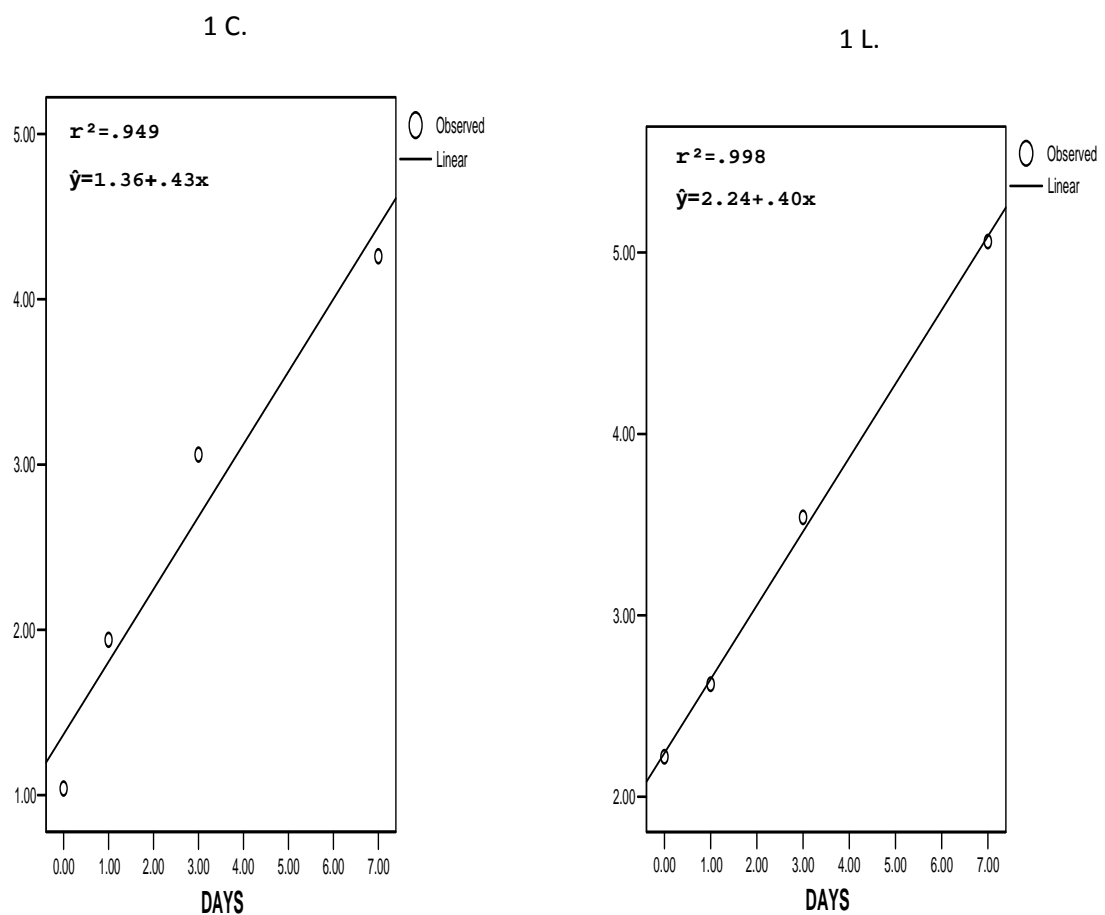 1 C.
r²=.949
ŷ=1.36+.43x
Observed
Linear
5.00
4.00
3.00
2.00
1.00
0.00 1.00 2.00 3.00 4.00 5.00 6.00 7.00
DAYS
1 L.
r²=.998
ŷ=2.24+.40x
Observed
Linear
5.00
4.00
3.00
2.00
0.00 1.00 2.00 3.00 4.00 5.00 6.00 7.00
DAYS